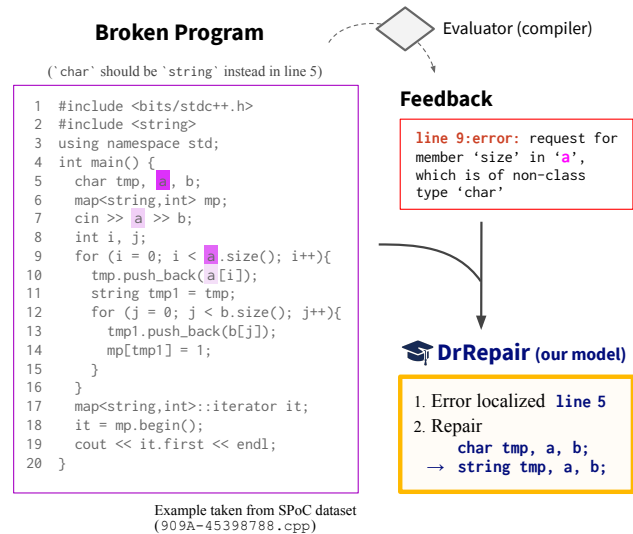 Broken Program
(`char` should be `string` instead in line 5)
1 #include <bits/stdc++.h>
2 #include <string>
3 using namespace std;
4 int main() {
5 char tmp, a, b;
6 map<string,int> mp;
7 cin >> a >> b;
8 int i, j;
9 for (i = 0; i < a.size(); i++){
10 tmp.push_back(a[i]);
11 string tmp1 = tmp;
12 for (j = 0; j < b.size(); j++){
13 tmp1.push_back(b[j]);
14 mp[tmp1] = 1;
15 }
16 }
17 map<string,int>::iterator it;
18 it = mp.begin();
19 cout << it.first << endl;
20 }
Example taken from SPoC dataset
(909A-45398788.cpp)
Evaluator (compiler)
Feedback
line 9:error: request for
member ‘size’ in ‘a’,
which is of non-class
type ‘char’
DrRepair (our model)
1. Error localized line 5
2. Repair
char tmp, a, b;
→ string tmp, a, b;